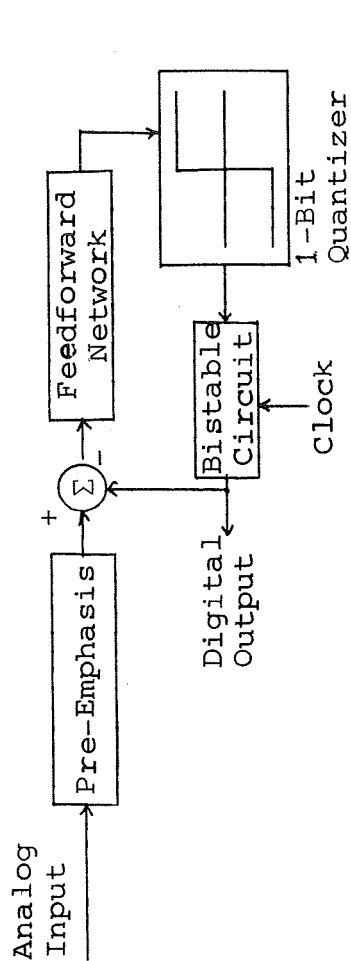 Analog
Input
Pre-Emphasis
+
Σ
-
Feedforward
Network
1-Bit
Quantizer
Bistable
Circuit
Clock
Digital
Output